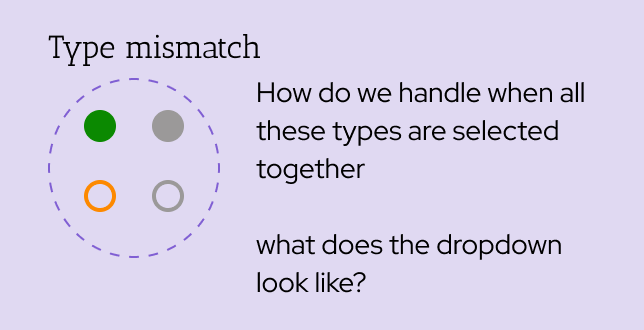 Type mismatch
How do we handle when all
these types are selected
together
what does the dropdown
look like?